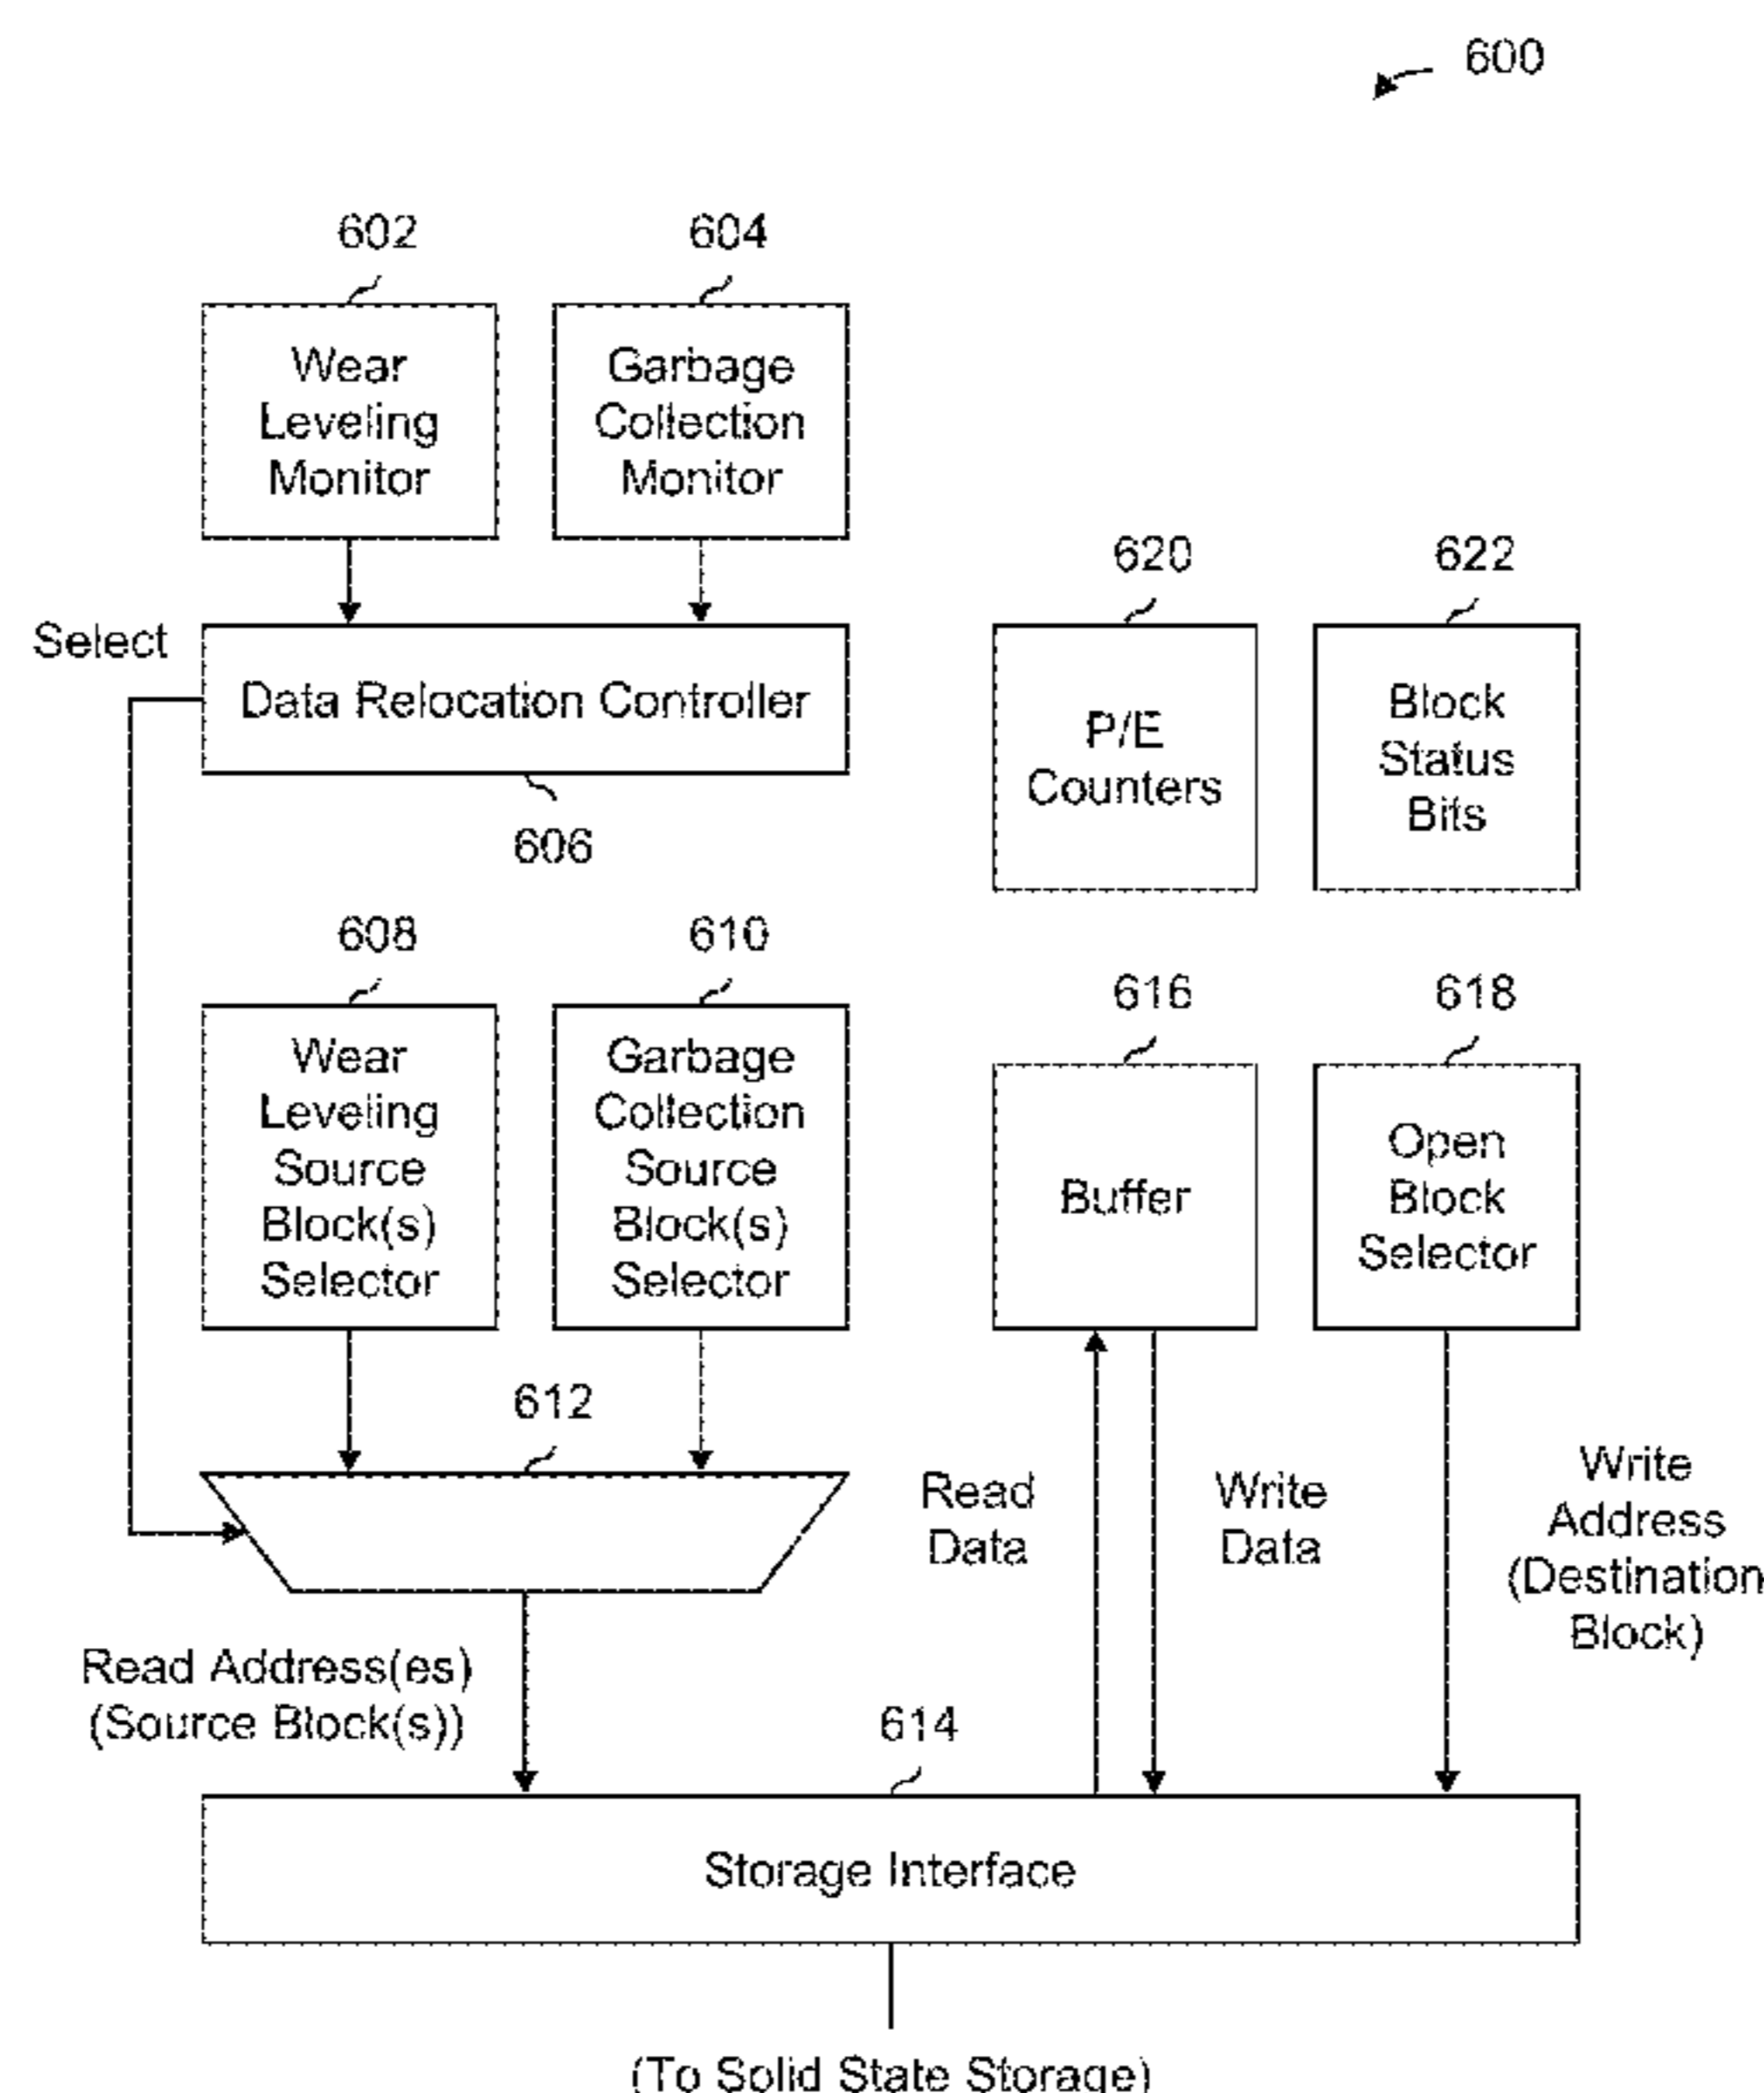 600
602
604
Wear
Leveling
Monitor
Garbage
Collection
Monitor
620
622
Select
Data Relocation Controller
P/E
Counters
Block
Status
Bits
606
608
610
616
618
Wear
Leveling
Source
Block(s)
Selector
Garbage
Collection
Source
Block(s)
Selector
Buffer
Open
Block
Selector
612
Read
Data
Write
Data
Write
Address
(Destination
Block)
Read Address(es)
(Source Block(s))
614
Storage Interface
(To Solid State Storage)